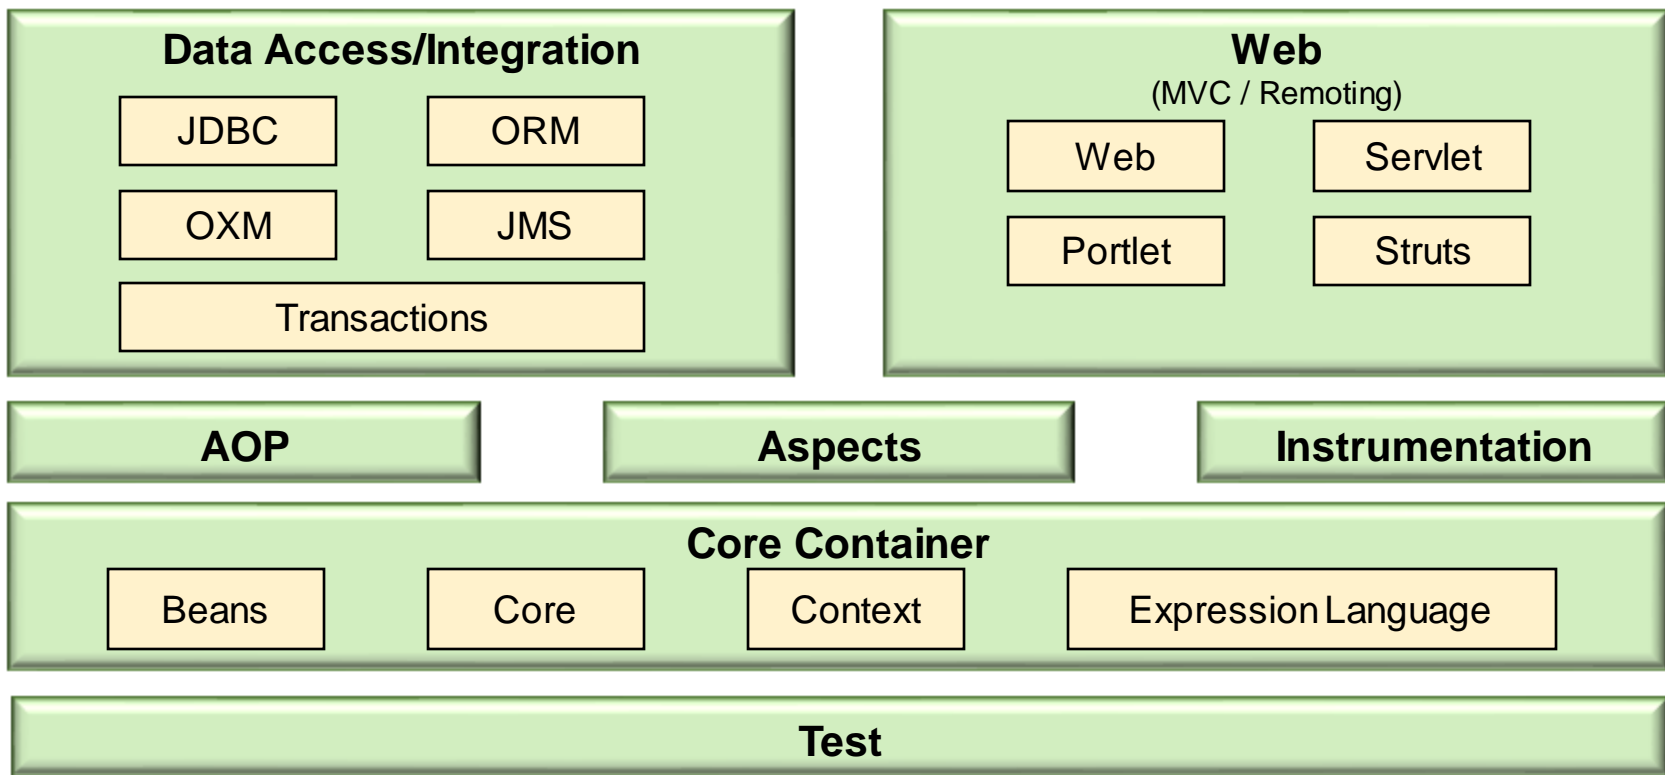 Data Access/Integration
JDBC
ORM
OXM
JMS
Transactions
Web
(MVC / Remoting)
Web
Servlet
Portlet
Struts
AOP
Aspects
Instrumentation
Core Container
Beans
Core
Context
Expression Language
Test